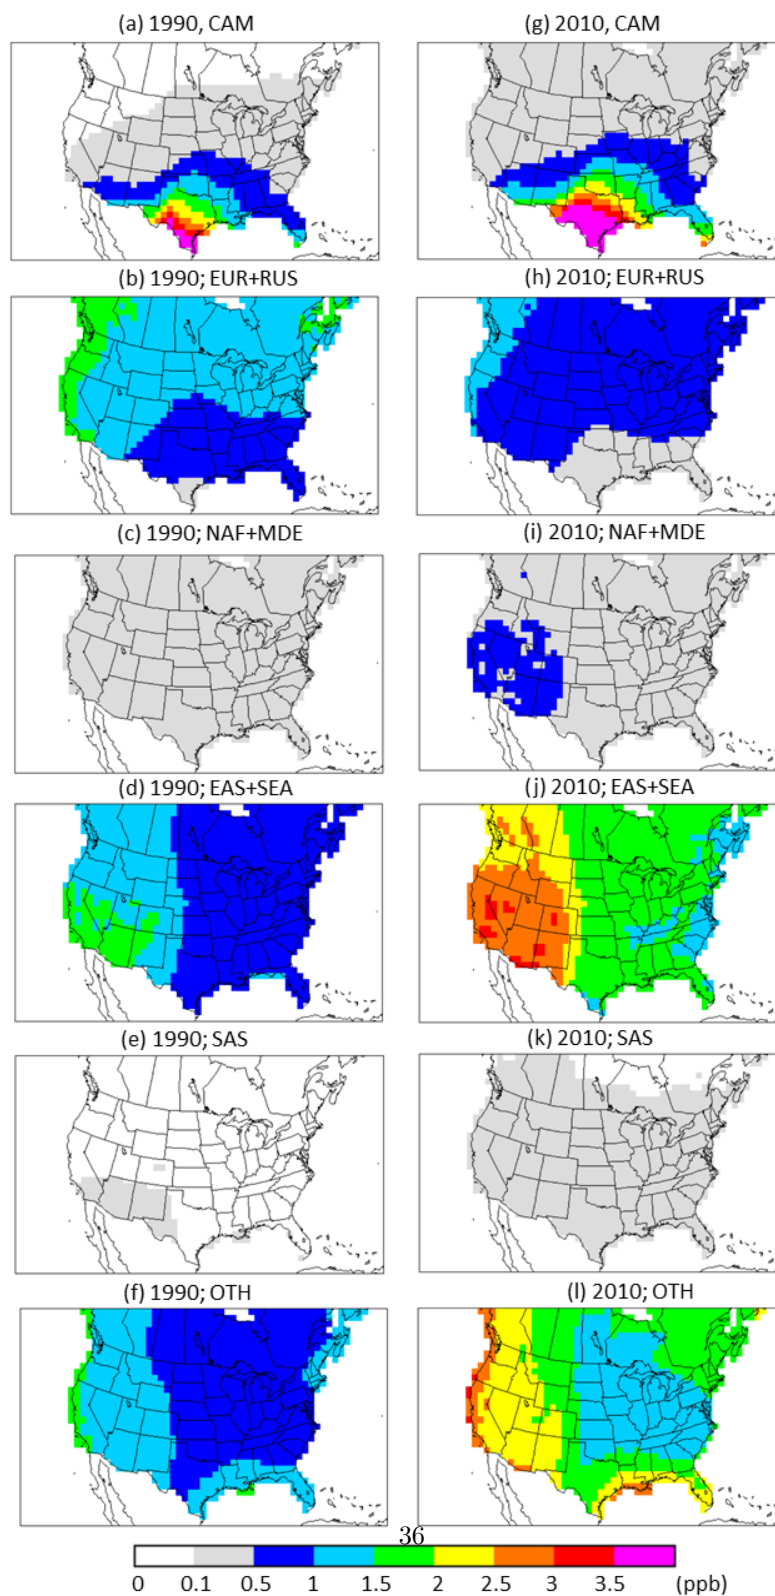 (a) 1990, CAM
(g) 2010, CAM
(b) 1990; EUR+RUS
(h) 2010; EUR+RUS
(c) 1990; NAF+MDE
(i) 2010; NAF+MDE
(d) 1990; EAS+SEA
(j) 2010; EAS+SEA
(e) 1990; SAS
(k) 2010; SAS
(f) 1990; OTH
(l) 2010; OTH
36
0 0.1 0.5 1 1.5 2 2.5 3 3.5 (ppb)